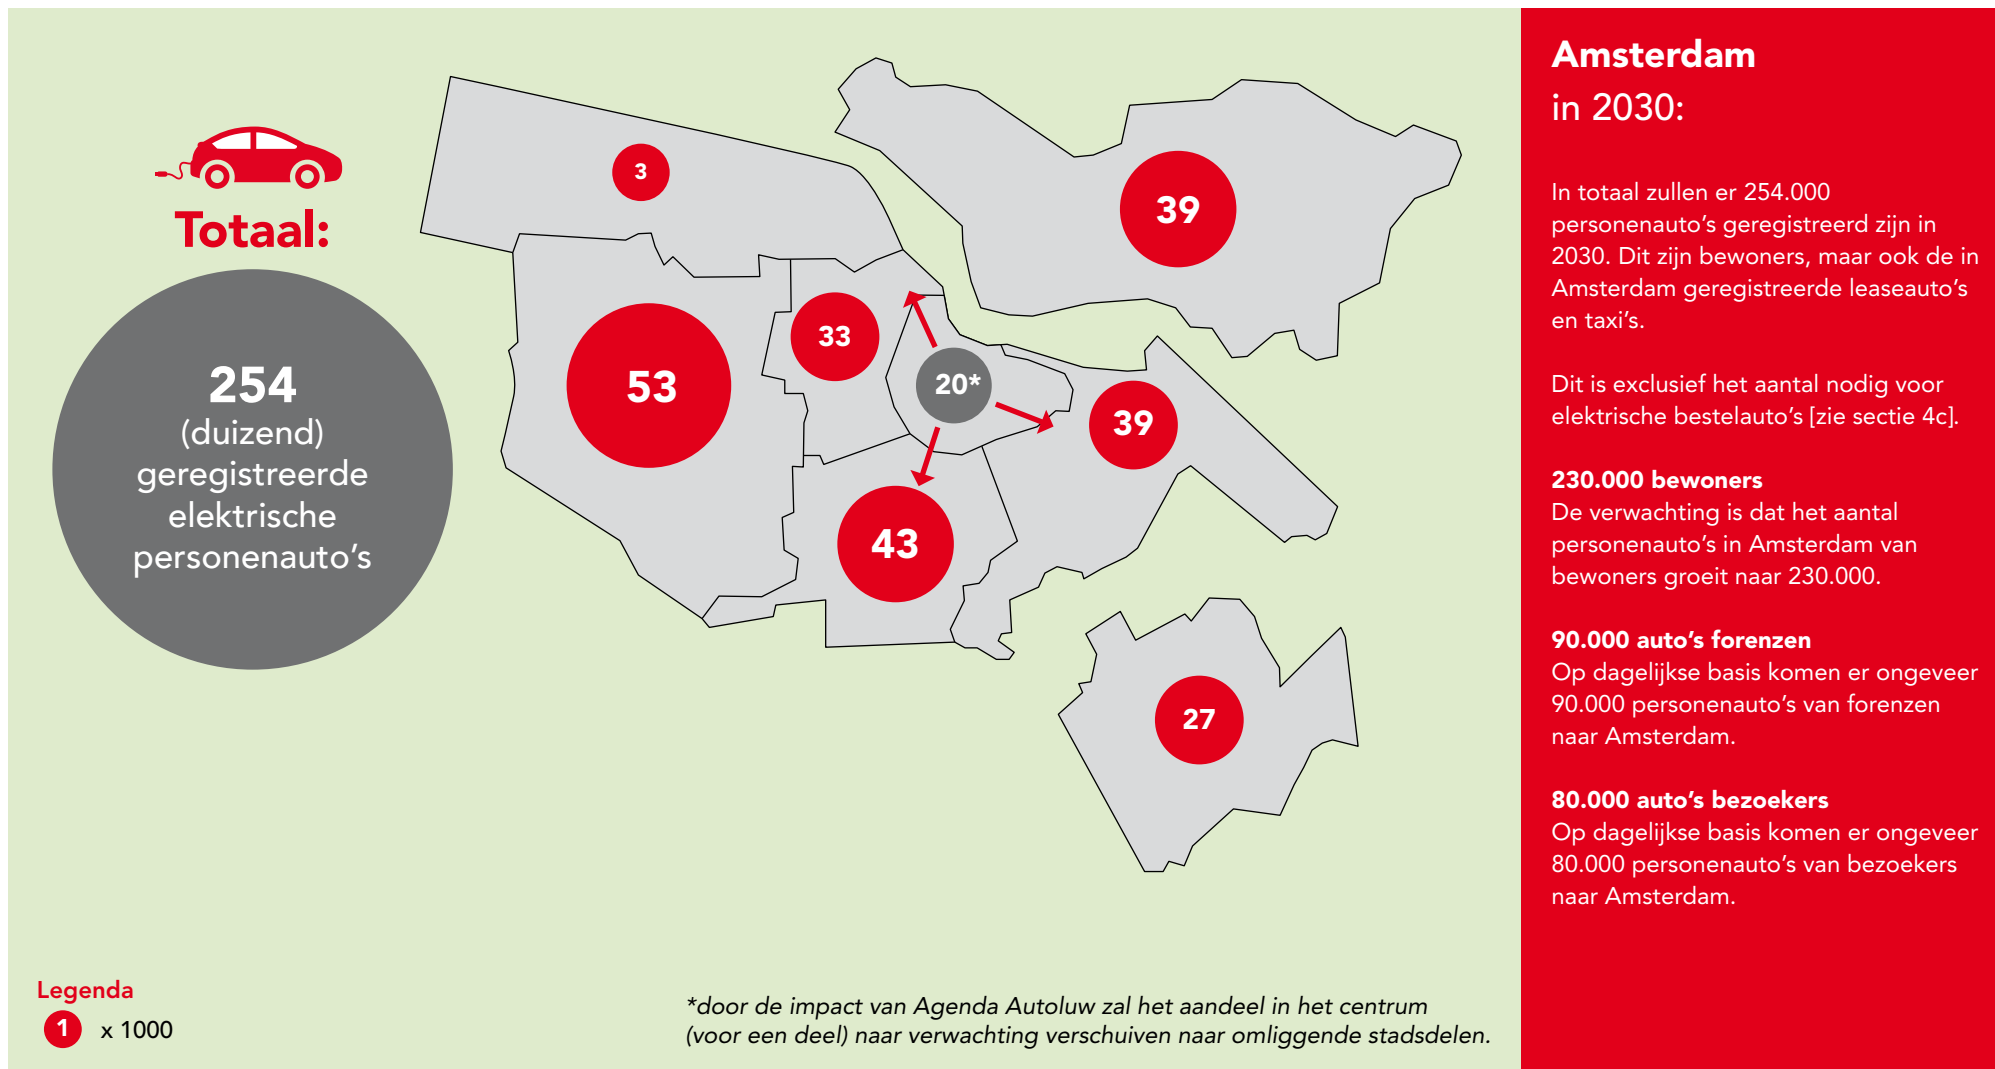 Totaal:
254
(duizend)
geregistreerde
elektrische
personenauto’s
3
39
33
53
20*
39
43
27
Legenda
1 x 1000
*door de impact van Agenda Autoluw zal het aandeel in het centrum
(voor een deel) naar verwachting verschuiven naar omliggende stadsdelen.
Amsterdam
in 2030:
In totaal zullen er 254.000
personenauto’s geregistreerd zijn in
2030. Dit zijn bewoners, maar ook de in
Amsterdam geregistreerde leaseauto’s
en taxi’s.
Dit is exclusief het aantal nodig voor
elektrische bestelauto’s [zie sectie 4c].
230.000 bewoners
De verwachting is dat het aantal
personenauto’s in Amsterdam van
bewoners groeit naar 230.000.
90.000 auto’s forenzen
Op dagelijkse basis komen er ongeveer
90.000 personenauto’s van forenzen
naar Amsterdam.
80.000 auto’s bezoekers
Op dagelijkse basis komen er ongeveer
80.000 personenauto’s van bezoekers
naar Amsterdam.